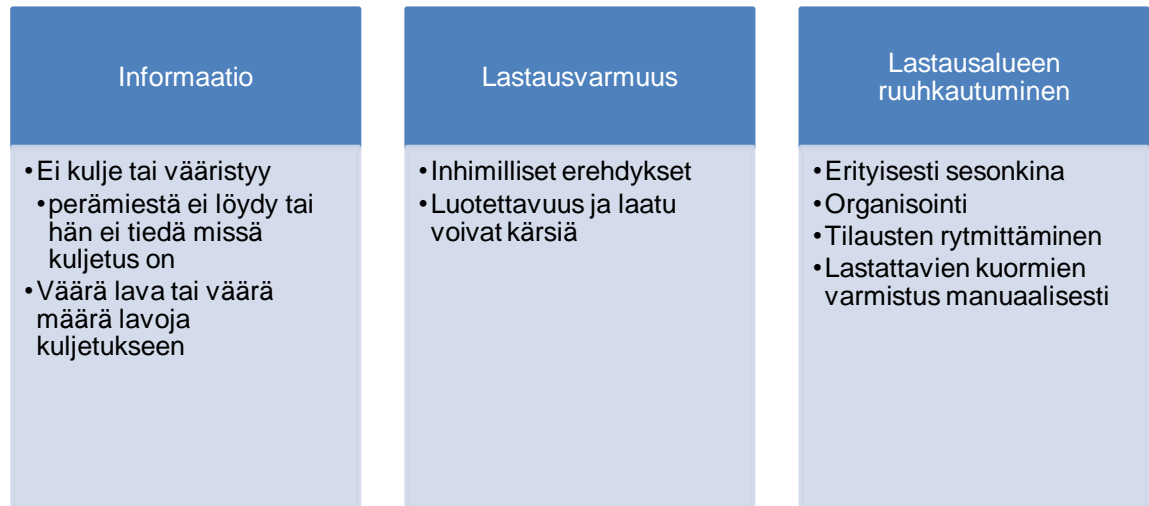 Informaatio
•Ei kulje tai vääristyy
•perämiestä ei löydy tai
hän ei tiedä missä
kuljetus on
•Väärä lava tai väärä
määrä lavoja
kuljetukseen
Lastausvarmuus
•Inhimilliset erehdykset
•Luotettavuus ja laatu
voivat kärsiä
Lastausalueen
ruuhkautuminen
•Erityisesti sesonkina
•Organisointi
•Tilausten rytmittäminen
•Lastattavien kuormien
varmistus manuaalisesti